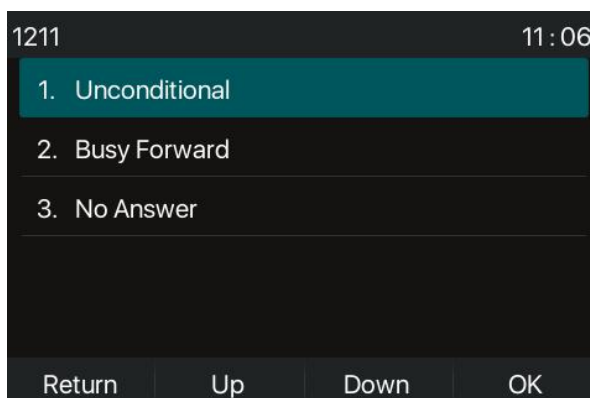 1211 11:06
1. Unconditional
2. Busy Forward
3. No Answer
Return Up Down OK